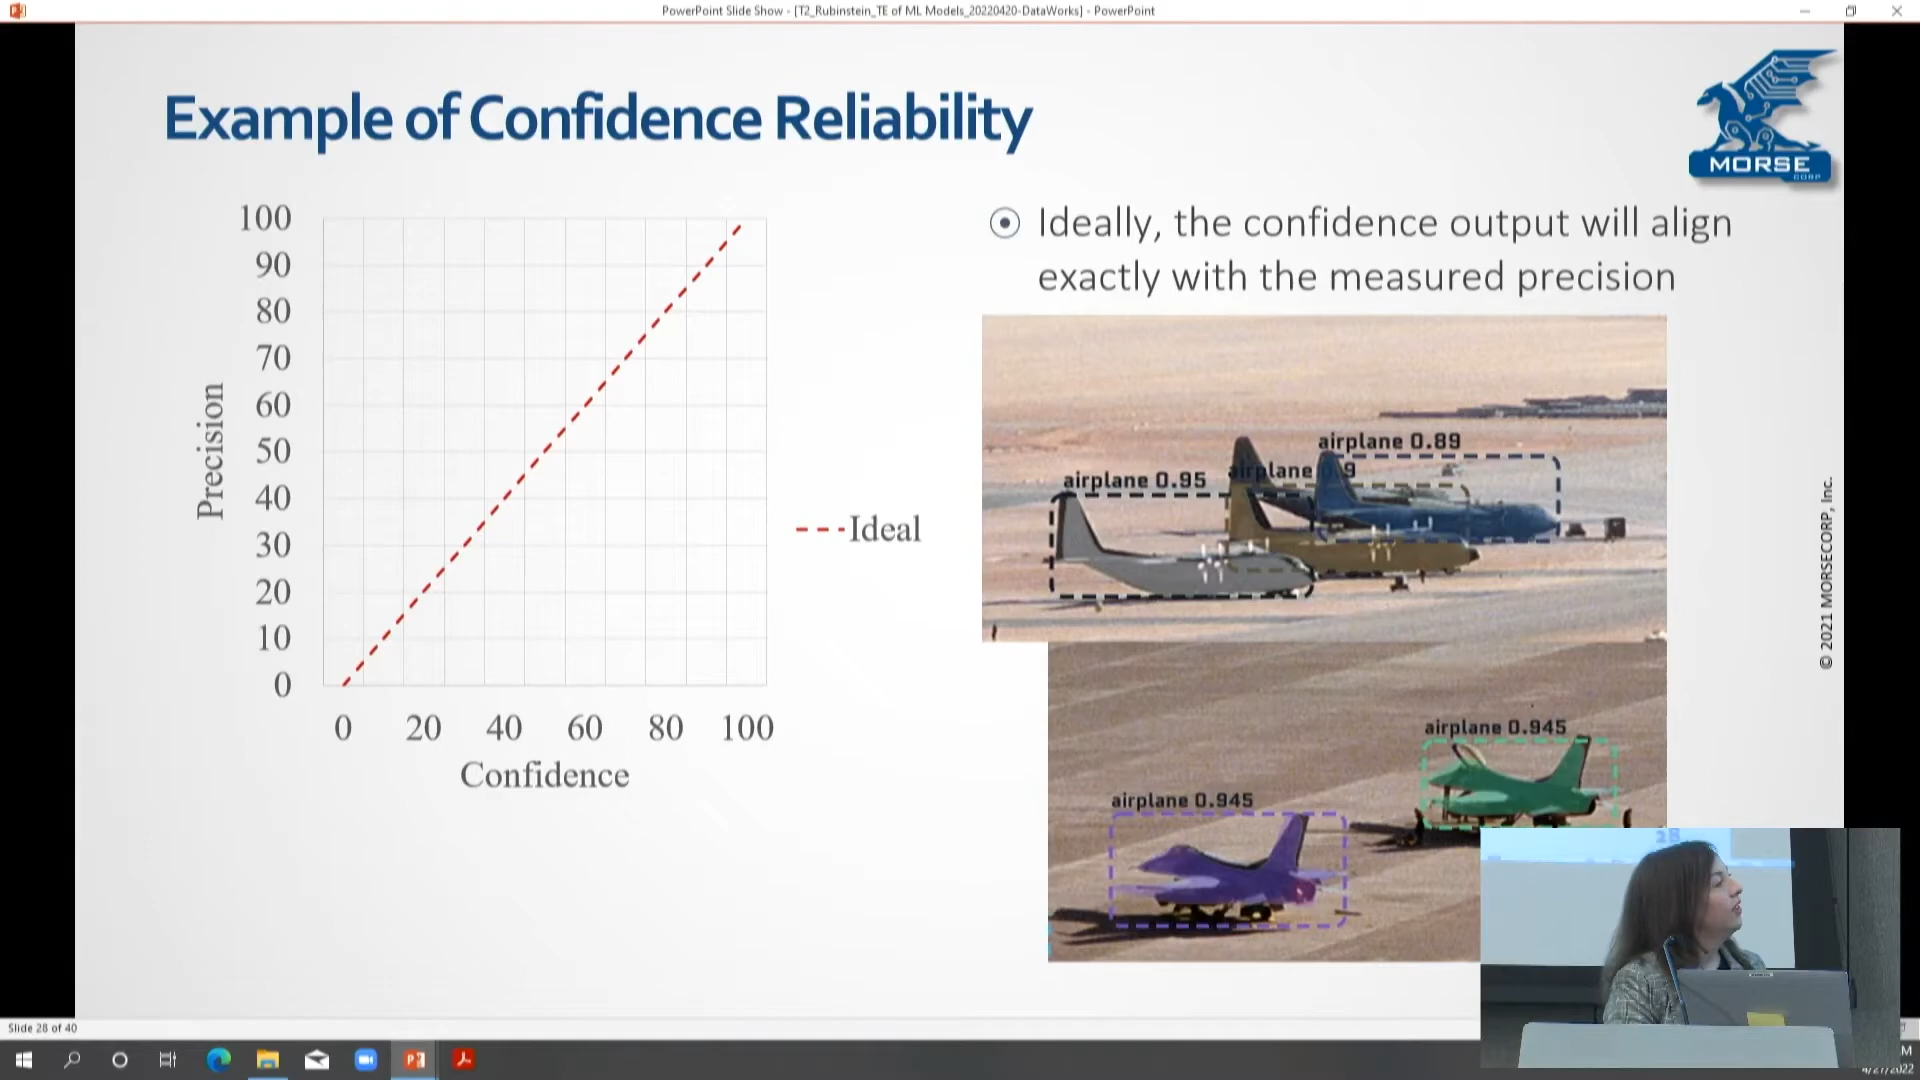 PowerPoint Slide Show - [T2_Rubinstein_TE of ML Models_20220420-DataWorks] - PowerPoint
Example of Confidence Reliability
MORSE
CORP
Ideally, the confidence output will align
exactly with the measured precision
100
90
80
70
60
50
40
30
20
10
0
Precision
0 20 40 60 80 100
Confidence
Ideal
airplane 0.89
airplane 0.9
airplane 0.95
airplane 0.945
airplane 0.945
© 2021 MORSECORP, Inc.
28
Slide 28 of 40